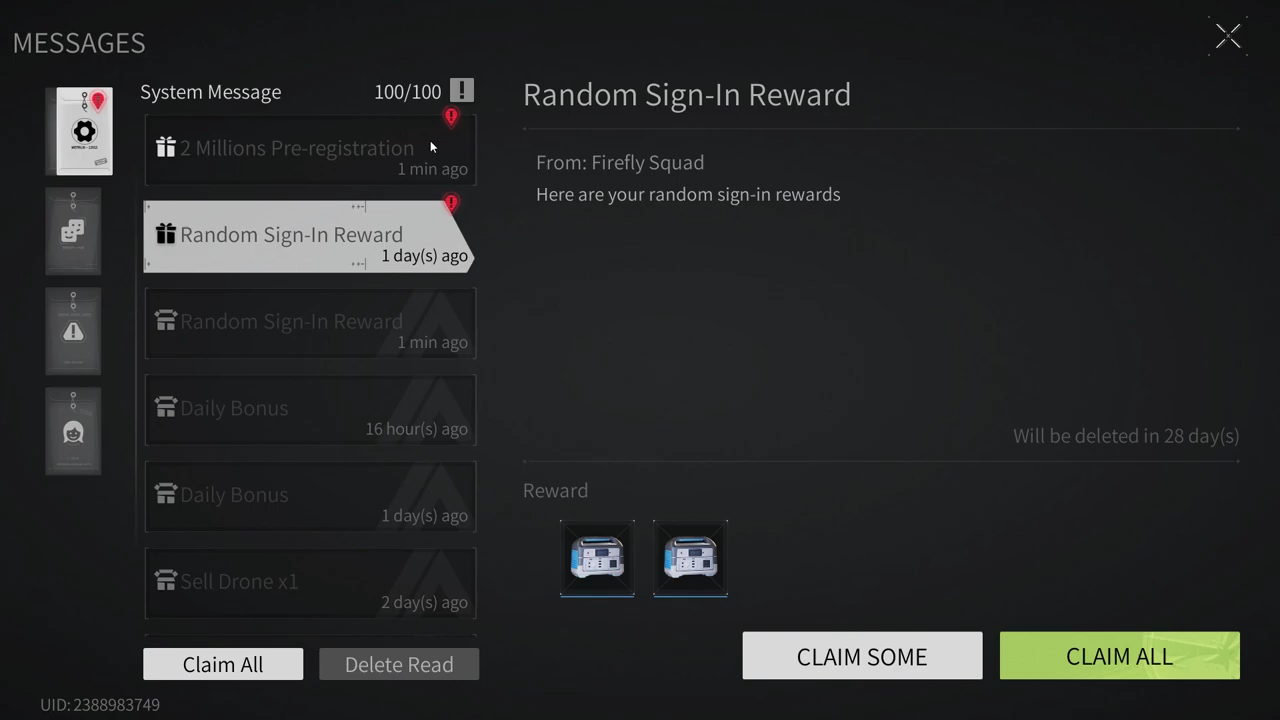 MESSAGES
System Message 100/100
2 Millions Pre-registration
1 min ago
Random Sign-In Reward
1 day(s) ago
Random Sign-In Reward
1 min ago
Daily Bonus
16 hour(s) ago
Daily Bonus
1 day(s) ago
Sell Drone x1
2 day(s) ago
Claim All
Delete Read
Random Sign-In Reward
From: Firefly Squad
Here are your random sign-in rewards
Will be deleted in 28 day(s)
Reward
CLAIM SOME
CLAIM ALL
UID: 2388983749